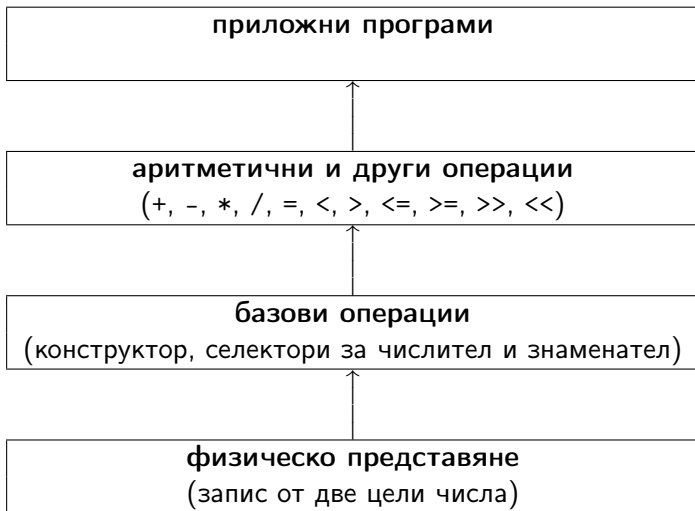 приложни програми
аритметични и други операции
(+, -, *, /, =, <, >, <=, >=, >>, <<)
базови операции
(конструктор, селектори за числител и знаменател)
физическо представяне
(запис от две цели числа)